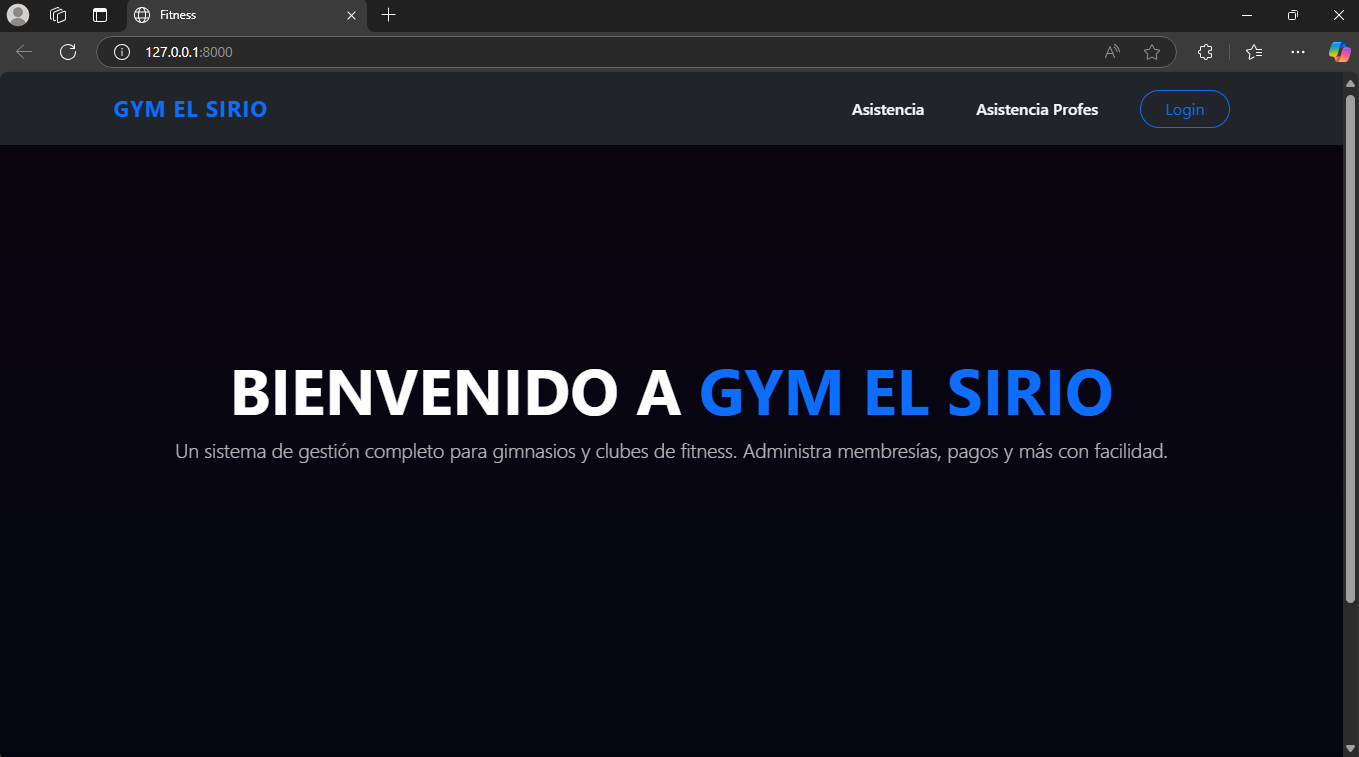 Fitness
127.0.0.1:8000
GYM EL SIRIO
Asistencia
Asistencia Profes
Login
BIENVENIDO A GYM EL SIRIO
Un sistema de gestión completo para gimnasios y clubes de fitness. Administra membresías, pagos y más con facilidad.